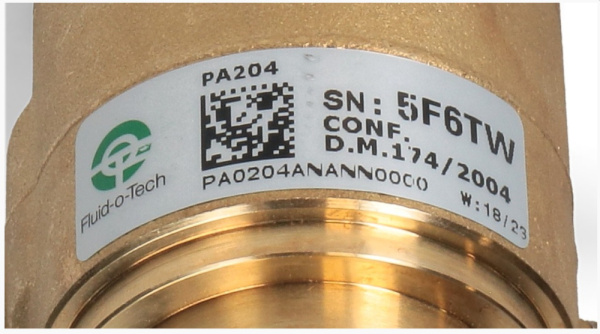 PA204
SN: 5F6TW
CONF.
D.M.174/2004
PA0204ANANN0000
W:18/23
Fluid-o-Tech